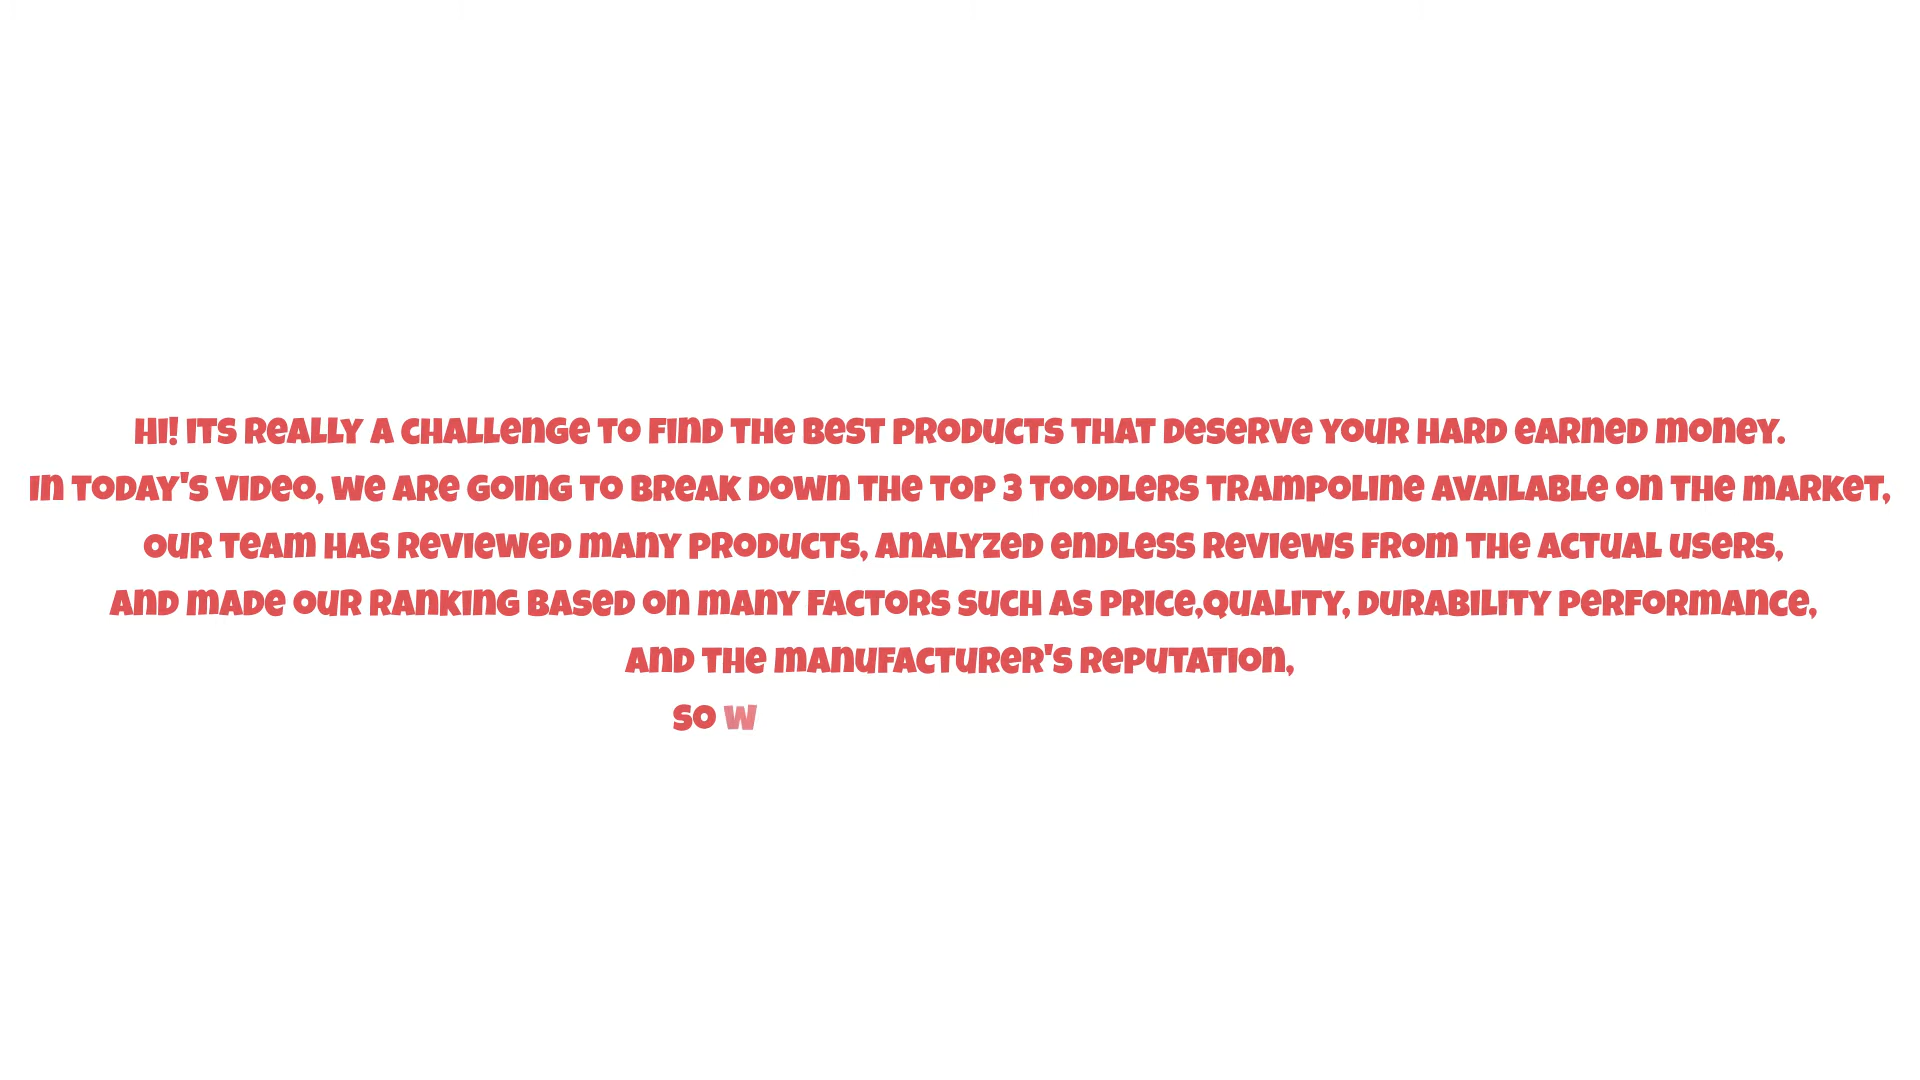 Hi! Its really a challenge to find the best products that deserve your hard earned money.
In today's video, we are going to break down the top 3 toodlers trampoline available on the market,
our team has reviewed many products, analyzed endless reviews from the actual users,
and made our ranking based on many factors such as price,quality, durability performance,
and the manufacturer's reputation,
so w